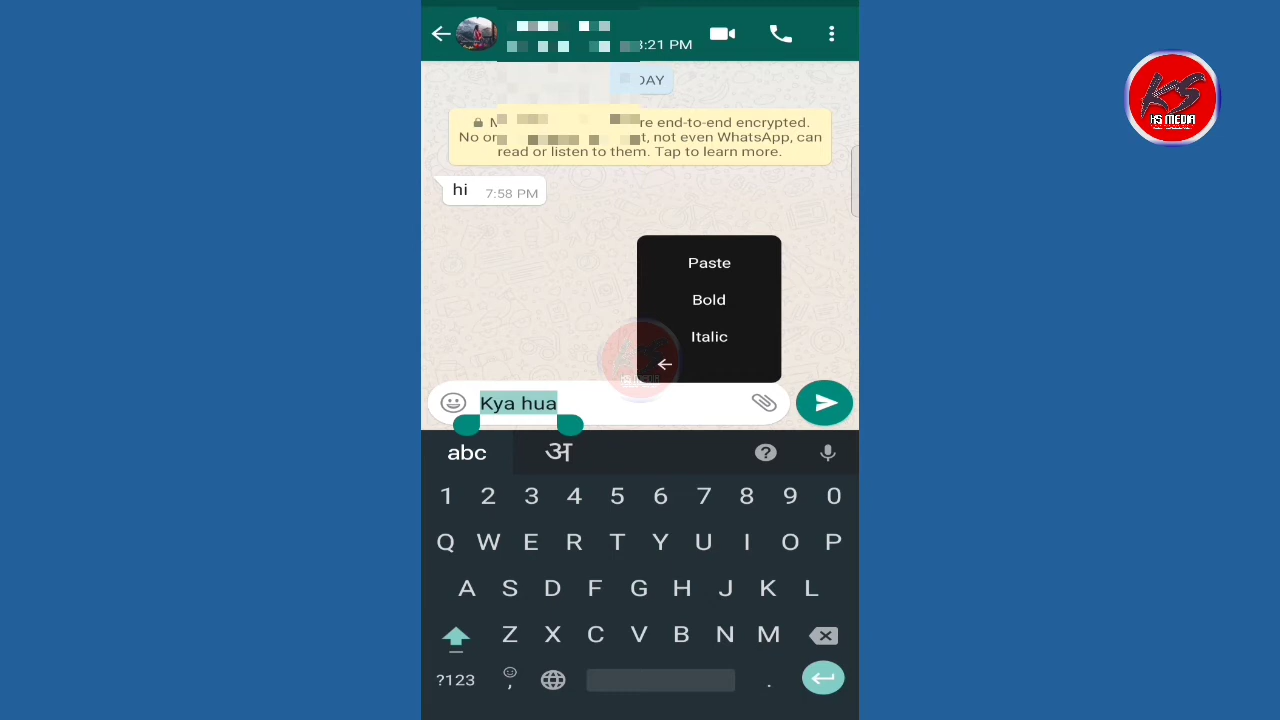 :21 PM
DAY
re end-to-end encrypted.
No t, not even WhatsApp, can
read or listen to them. Tap to learn more.
hi 7:58 PM
Paste
Bold
Italic
Kya hua
abc अ
1 2 3 4 5 6 7 8 9 0
Q W E R T Y U I O P
A S D F G H J K L
Z X C V B N M
?123 , .
KS MEDIA